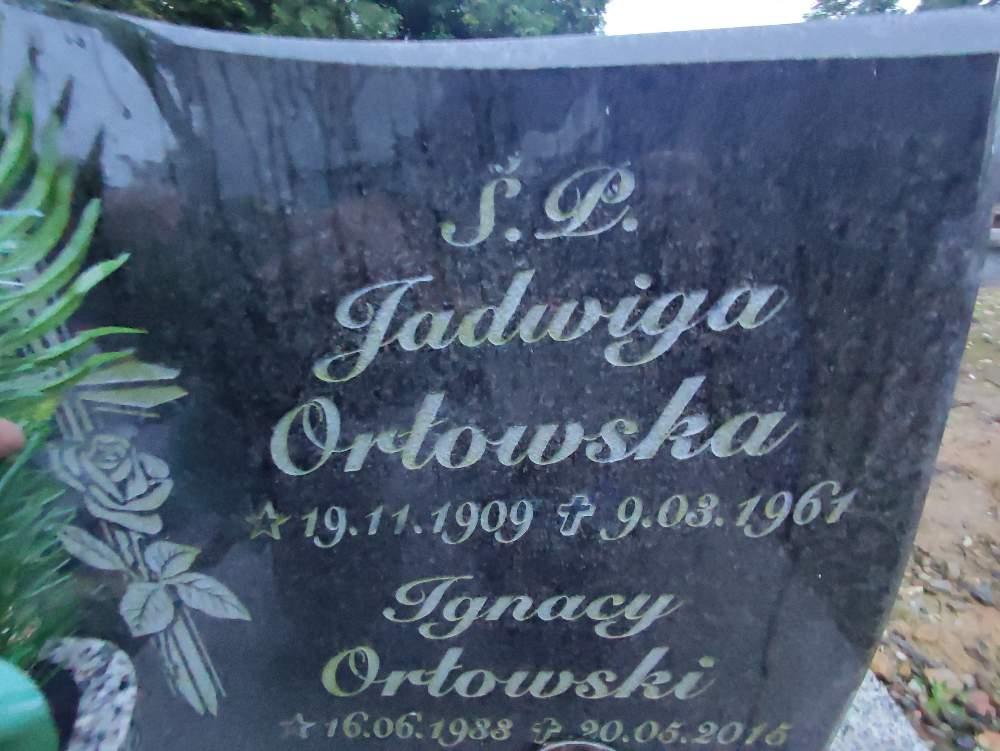 Ś. P.
Jadwiga
Orłowska
19.11.1909 9.03.1961
Ignacy
Orłowski
16.06.1933 20.05.2015